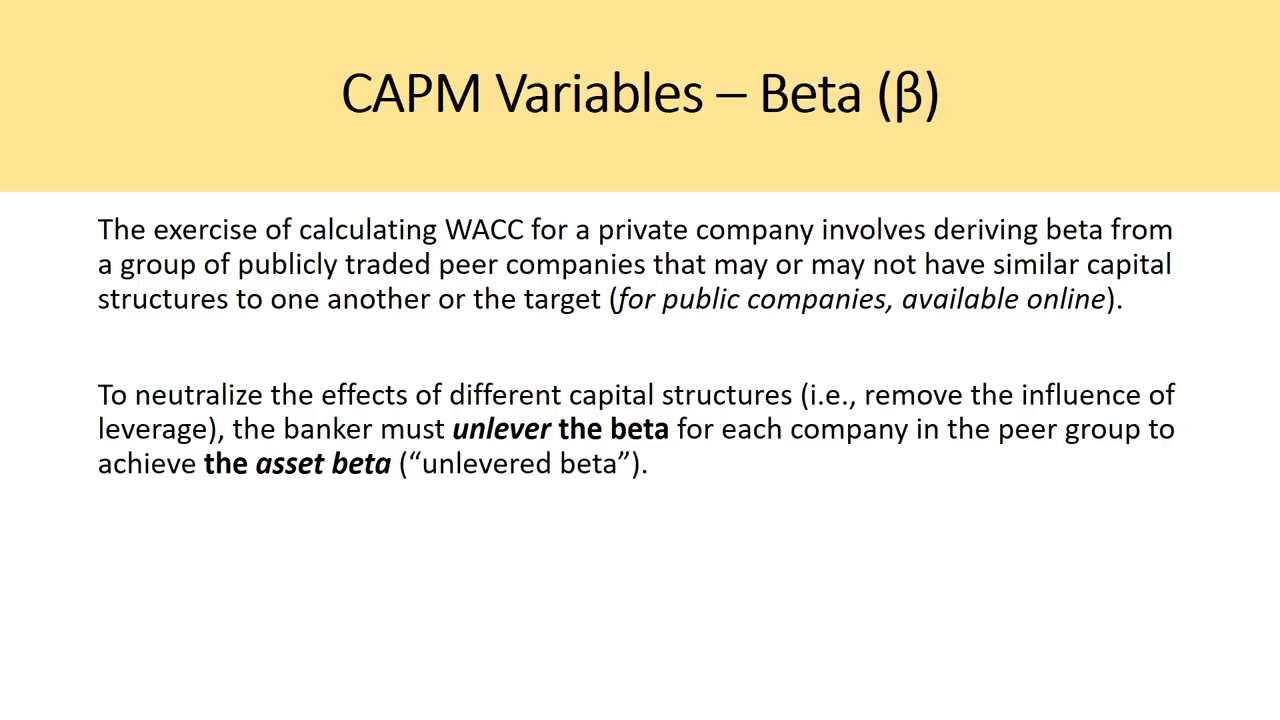 CAPM Variables – Beta (β)
The exercise of calculating WACC for a private company involves deriving beta from
a group of publicly traded peer companies that may or may not have similar capital
structures to one another or the target (for public companies, available online).
To neutralize the effects of different capital structures (i.e., remove the influence of
leverage), the banker must unlever the beta for each company in the peer group to
achieve the asset beta (“unlevered beta”).